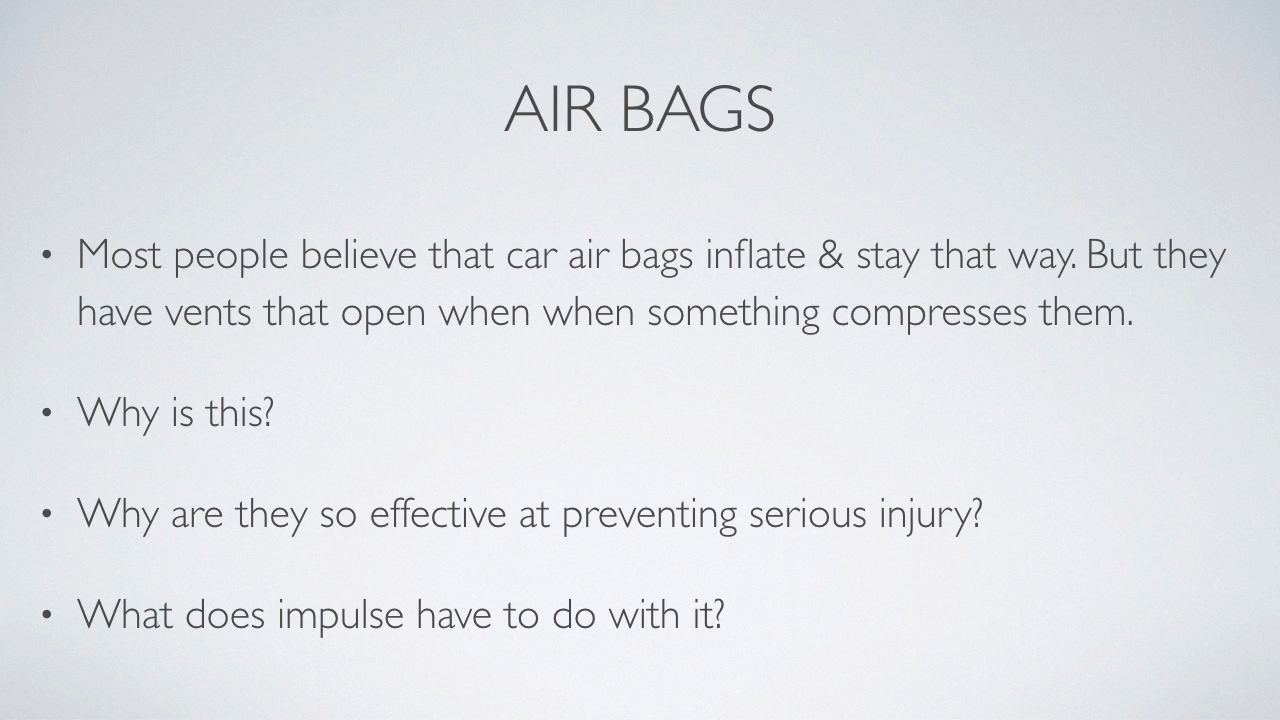 AIR BAGS
• Most people believe that car air bags inflate & stay that way. But they
have vents that open when when something compresses them.
• Why is this?
• Why are they so effective at preventing serious injury?
• What does impulse have to do with it?